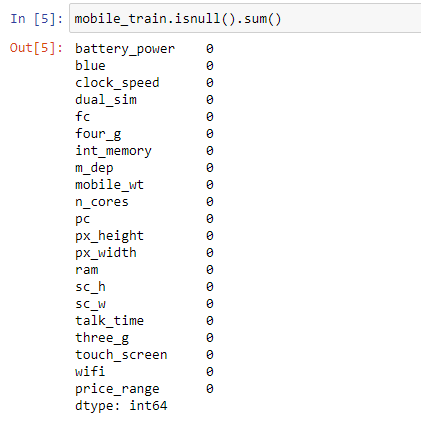 In [5]: mobile_train.isnull().sum()
Out[5]: battery_power 0
blue 0
clock_speed 0
dual_sim 0
fc 0
four_g 0
int_memory 0
m_dep 0
mobile_wt 0
n_cores 0
pc 0
px_height 0
px_width 0
ram 0
sc_h 0
sc_w 0
talk_time 0
three_g 0
touch_screen 0
wifi 0
price_range 0
dtype: int64